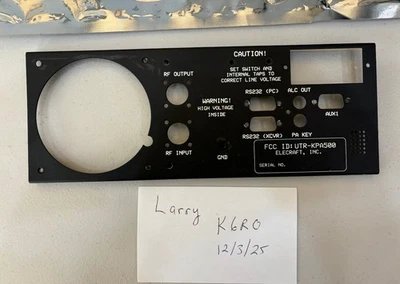 CAUTION!
SET SWITCH AND
INTERNAL TAPS TO
CORRECT LINE VOLTAGE
RF OUTPUT
WARNING!
HIGH VOLTAGE
INSIDE
RS232 (PC)
ALC OUT
AUX1
RS232 (XCVR)
PA KEY
RF INPUT
GND
FCC ID:UTR-KPA500
ELECRAFT, INC.
SERIAL NO.
Larry
K6RO
12/3/25